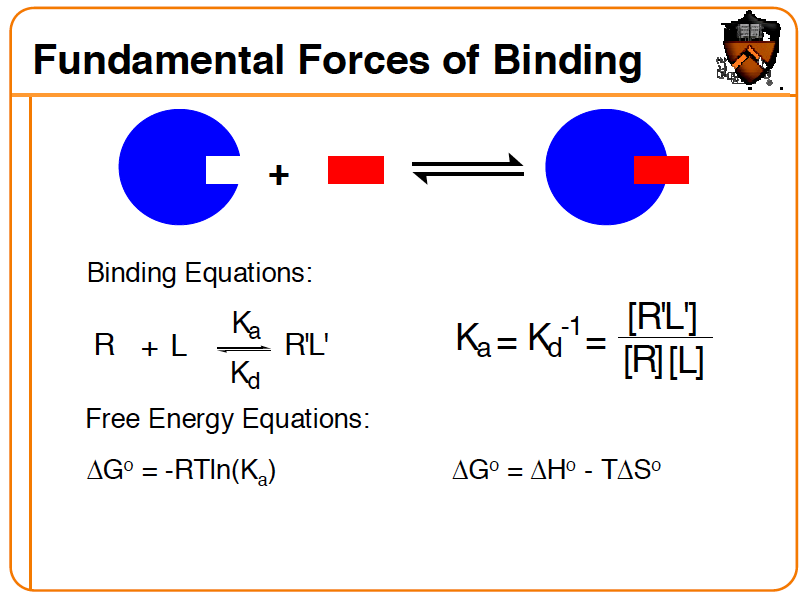 Fundamental Forces of Binding
+
Binding Equations:
R + L Ka R'L'
Kd
Ka = Kd-1 = [R'L']
[R][L]
Free Energy Equations:
ΔGº = -RTln(Ka)
ΔGº = ΔHº - TΔSº